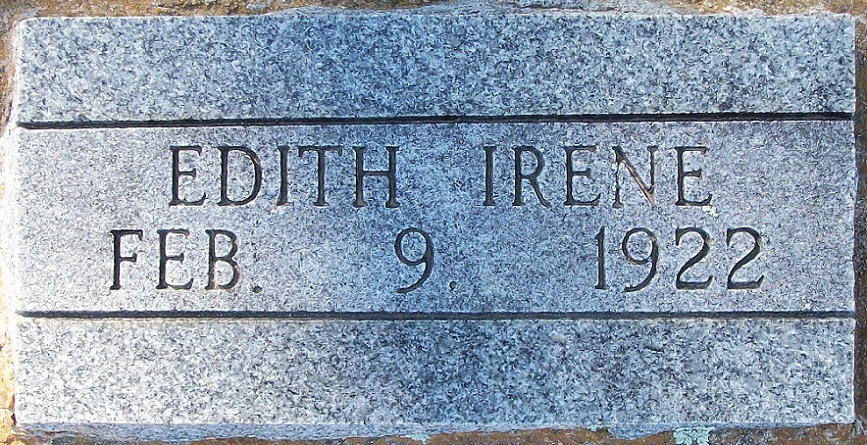 EDITH IRENE
FEB. 9. 1922